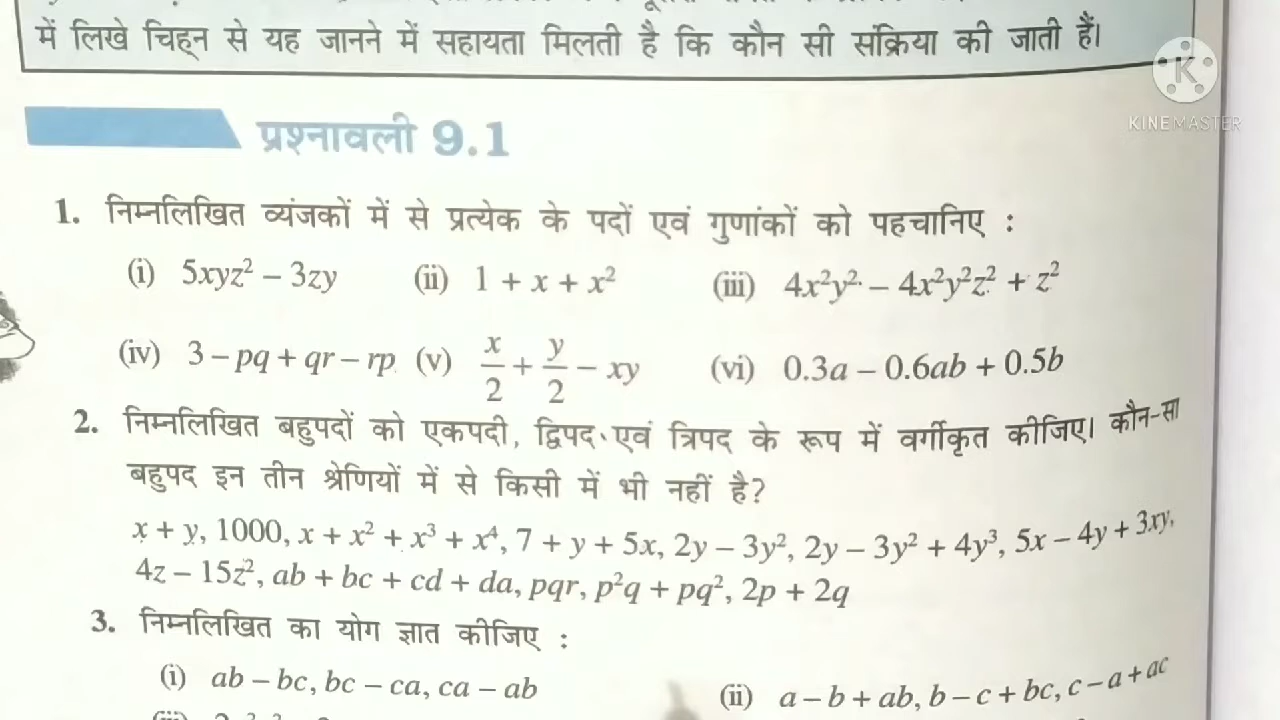 में लिखे चिह्न से यह जानने में सहायता मिलती है कि कौन सी संक्रिया की जाती हैं।
K
KINEMASTER
प्रश्नावली 9.1
1. निम्नलिखित व्यंजकों में से प्रत्येक के पदों एवं गुणांकों को पहचानिए :
(i) 5xyz² – 3zy (ii) 1 + x + x² (iii) 4x²y² – 4x²y²z² + z²
(iv) 3 – pq + qr – rp (v) x/2 + y/2 – xy (vi) 0.3a – 0.6ab + 0.5b
2. निम्नलिखित बहुपदों को एकपदी, द्विपद एवं त्रिपद के रूप में वर्गीकृत कीजिए। कौन-सा
बहुपद इन तीन श्रेणियों में से किसी में भी नहीं है?
x + y, 1000, x + x² + x³ + x⁴, 7 + y + 5x, 2y – 3y², 2y – 3y² + 4y³, 5x – 4y + 3xy,
4z – 15z², ab + bc + cd + da, pqr, p²q + pq², 2p + 2q
3. निम्नलिखित का योग ज्ञात कीजिए :
(i) ab – bc, bc – ca, ca – ab (ii) a – b + ab, b – c + bc, c – a + ac